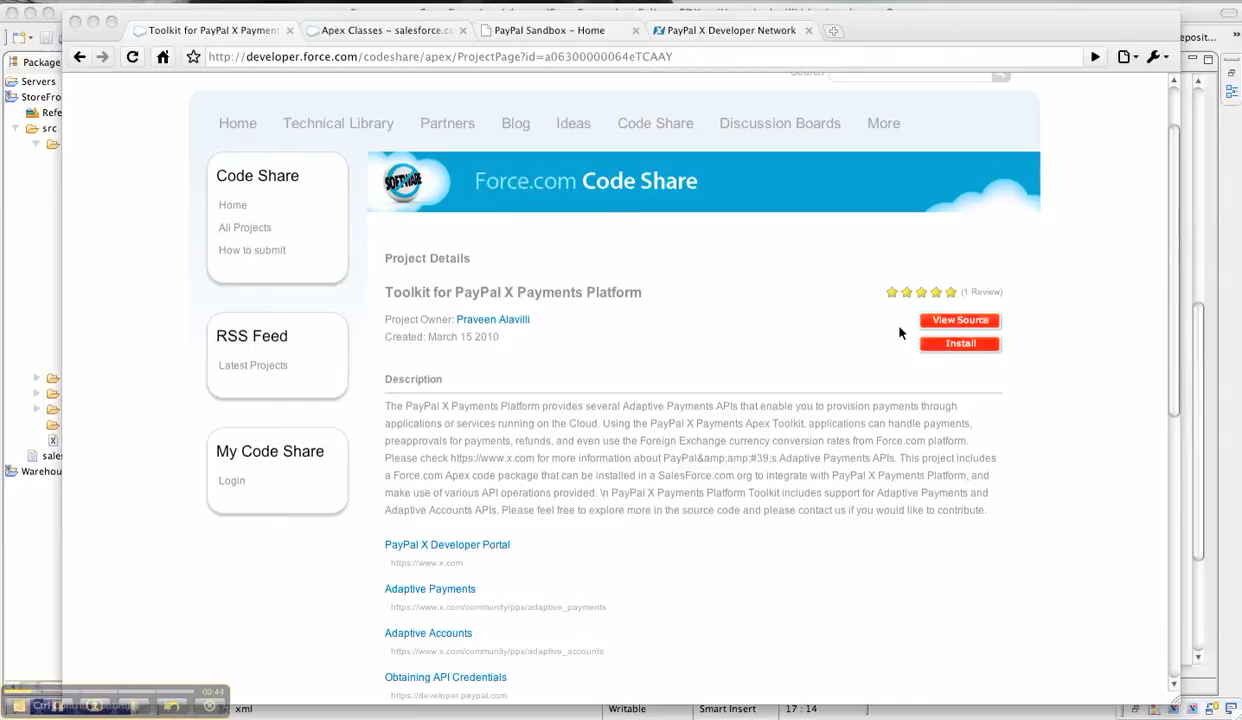 Toolkit for PayPal X Payment
Apex Classes ~ salesforce.c
PayPal Sandbox – Home
PayPal X Developer Network
http://developer.force.com/codeshare/apex/ProjectPage?id=a06300000064eTCAAY
Search
Package
Servers
StoreFro
Refe
src
sales
Warehou
eposit...
Home
Technical Library
Partners
Blog
Ideas
Code Share
Discussion Boards
More
Code Share
Home
All Projects
How to submit
RSS Feed
Latest Projects
My Code Share
Login
SOFTWARE
Force.com Code Share
Project Details
Toolkit for PayPal X Payments Platform
(1 Review)
Project Owner: Praveen Alavilli
Created: March 15 2010
View Source
Install
Description
The PayPal X Payments Platform provides several Adaptive Payments APIs that enable you to provision payments through
applications or services running on the Cloud. Using the PayPal X Payments Apex Toolkit, applications can handle payments,
preapprovals for payments, refunds, and even use the Foreign Exchange currency conversion rates from Force.com platform.
Please check https://www.x.com for more information about PayPal&amp;amp;#39;s Adaptive Payments APIs. This project includes
a Force.com Apex code package that can be installed in a SalesForce.com org to integrate with PayPal X Payments Platform, and
make use of various API operations provided. \n PayPal X Payments Platform Toolkit includes support for Adaptive Payments and
Adaptive Accounts APIs. Please feel free to explore more in the source code and please contact us if you would like to contribute.
PayPal X Developer Portal
https://www.x.com
Adaptive Payments
https://www.x.com/community/ppx/adaptive_payments
Adaptive Accounts
https://www.x.com/community/ppx/adaptive_accounts
Obtaining API Credentials
https://developer.paypal.com
00:44
xml
Writable
Smart Insert
17 : 14